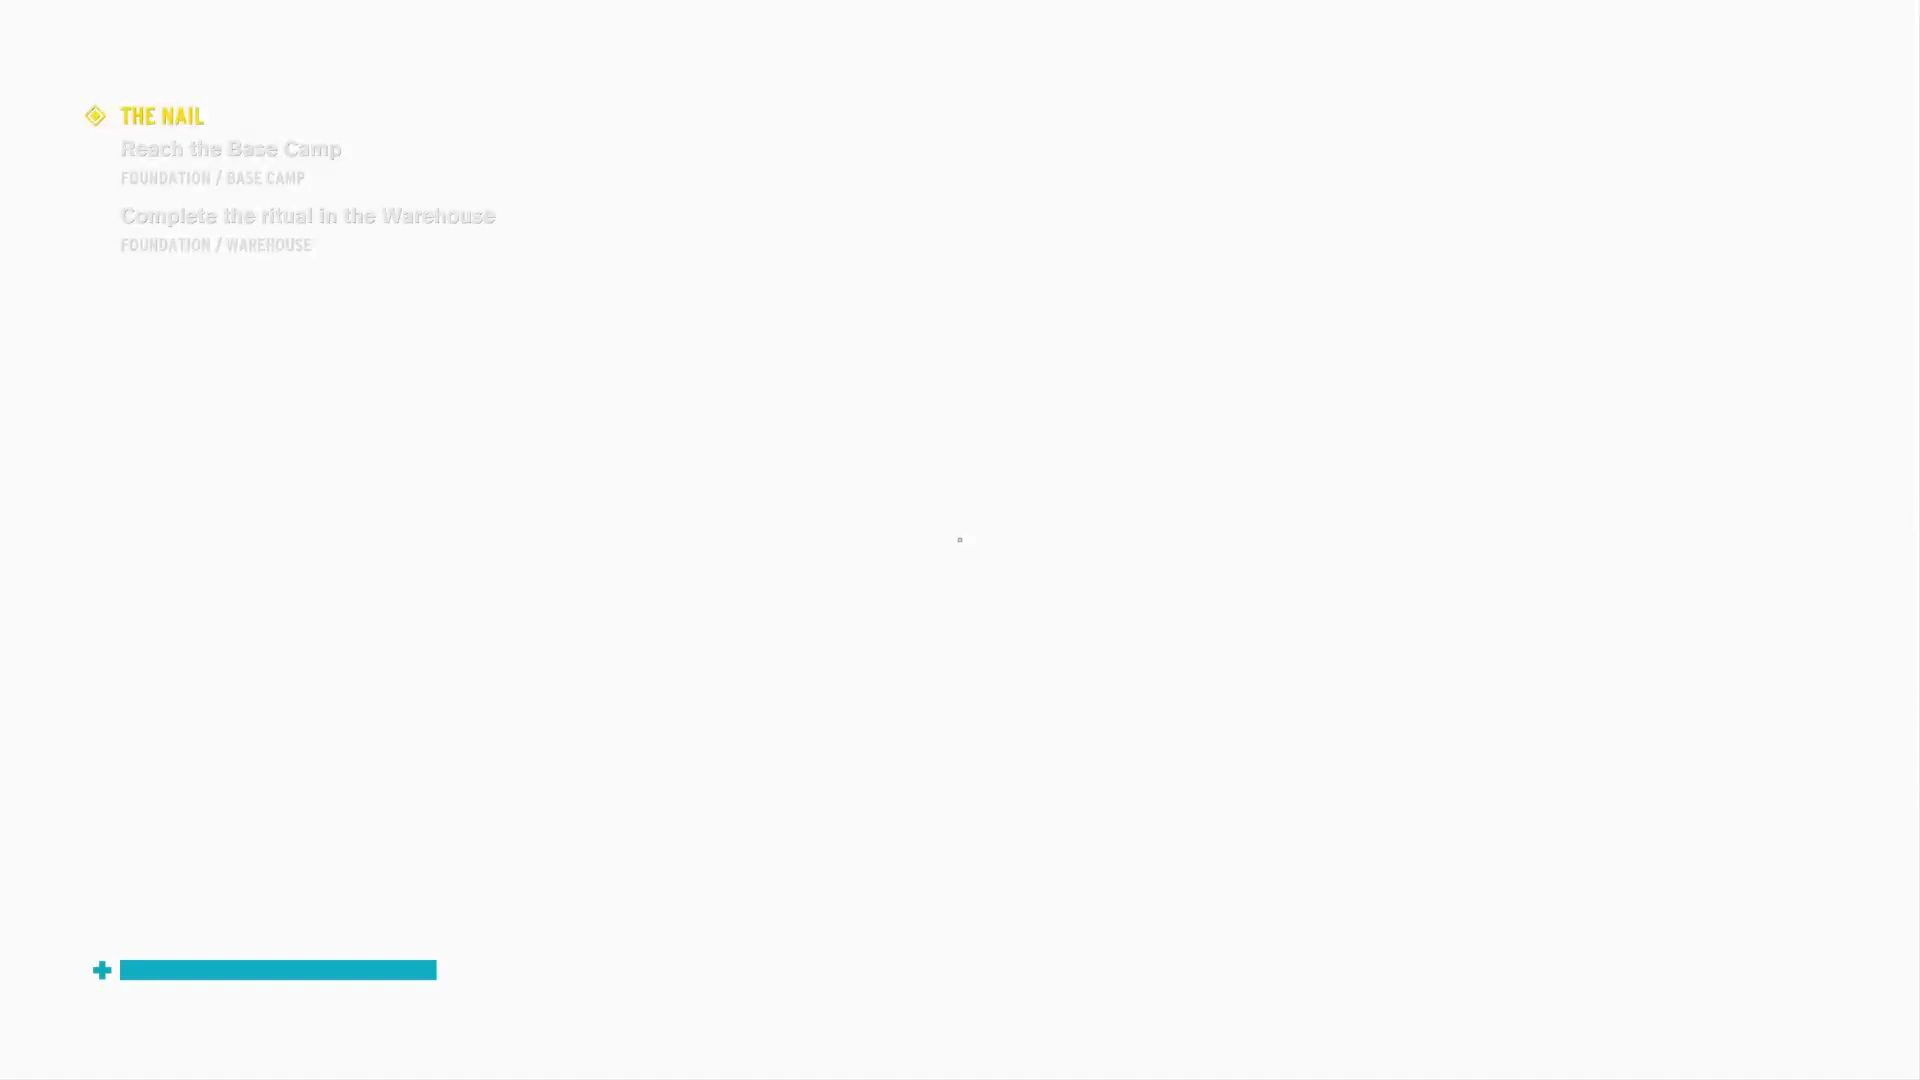 THE NAIL
Reach the Base Camp
FOUNDATION / BASE CAMP
Complete the ritual in the Warehouse
FOUNDATION / WAREHOUSE